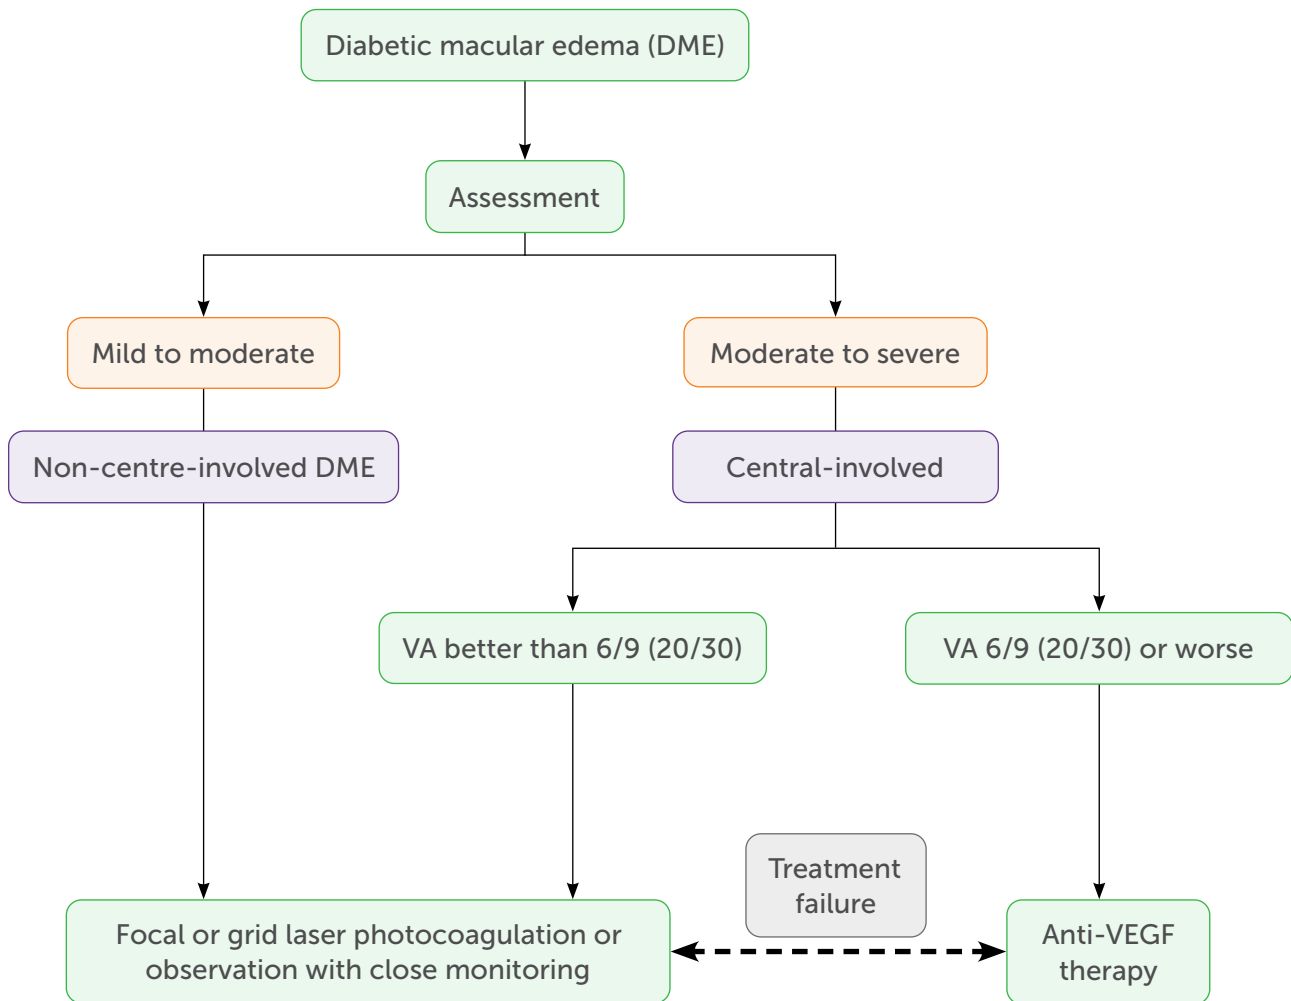 Diabetic macular edema (DME)
Assessment
Mild to moderate
Moderate to severe
Non-centre-involved DME
Central-involved
VA better than 6/9 (20/30)
VA 6/9 (20/30) or worse
Treatment
failure
Focal or grid laser photocoagulation or
observation with close monitoring
Anti-VEGF
therapy